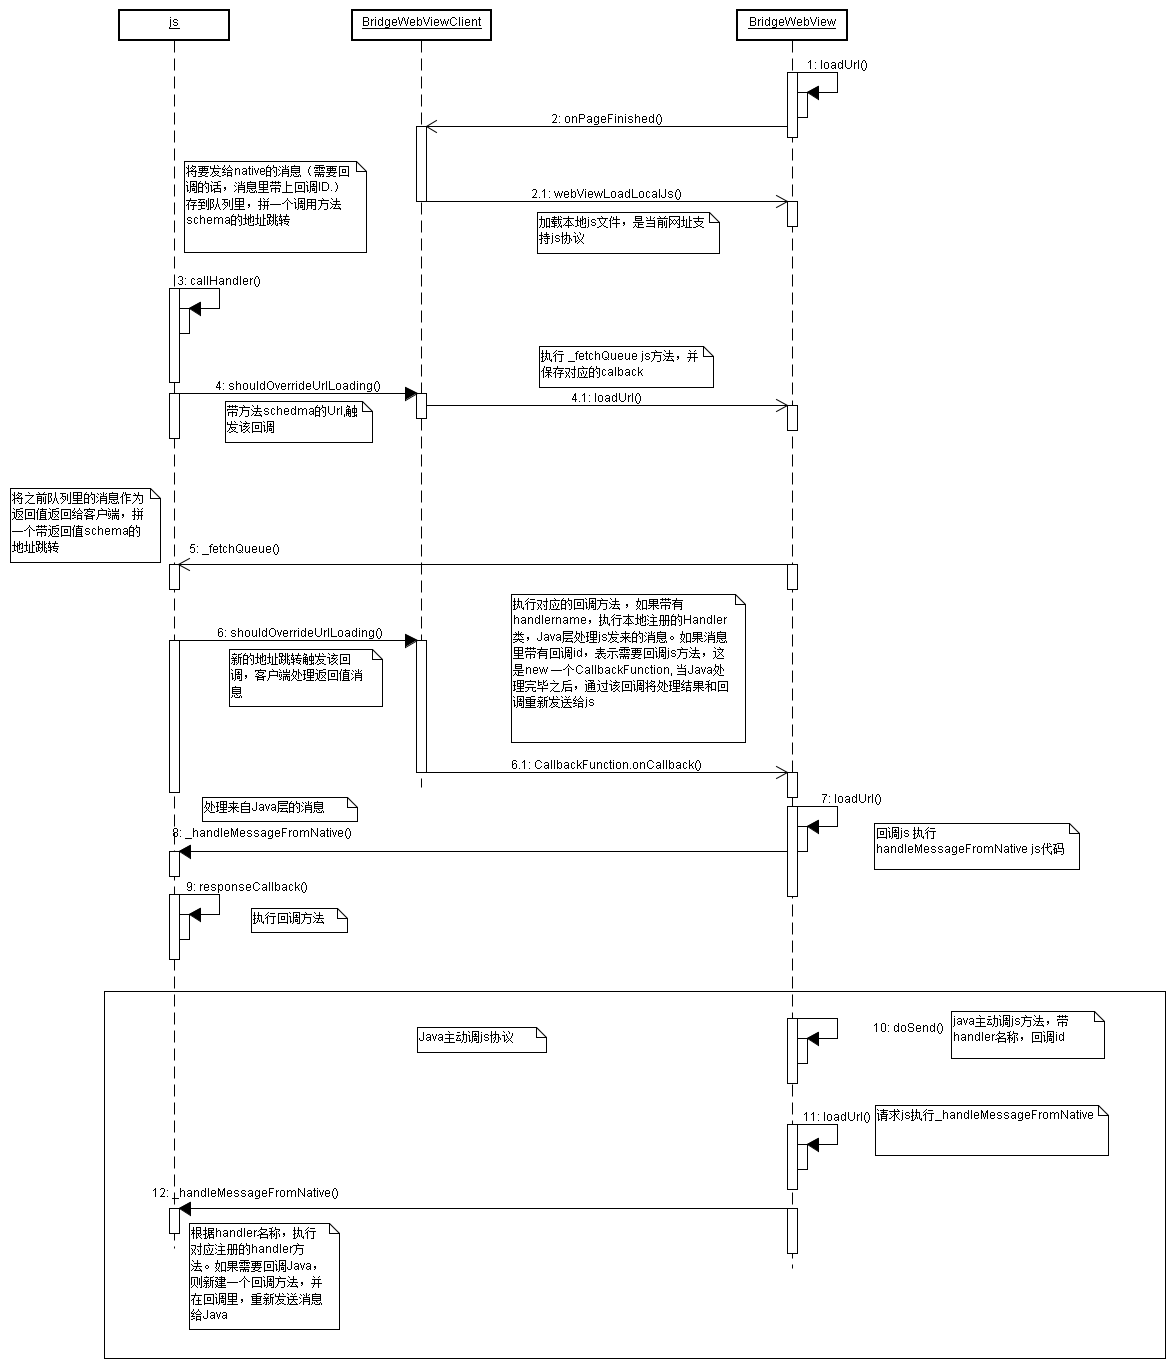 js
BridgeWebViewClient
BridgeWebView
1: loadUrl()
2: onPageFinished()
将要发给native的消息（需要回
调的话，消息里带上回调ID.）
存到队列里，拼一个调用方法
schema的地址跳转
2.1: webViewLoadLocalJs()
加载本地js文件，是当前网址支
持js协议
3: callHandler()
执行 _fetchQueue js方法，并
保存对应的calback
4: shouldOverrideUrlLoading()
4.1: loadUrl()
带方法schedma的Url,触
发该回调
将之前队列里的消息作为
返回值返回给客户端，拼
一个带返回值schema的
地址跳转
5: _fetchQueue()
执行对应的回调方法 ，如果带有
handlername，执行本地注册的Handler
类，Java层处理js发来的消息。如果消息
里带有回调id，表示需要回调js方法，这
是new 一个CallbackFunction, 当Java处
理完毕之后，通过该回调将处理结果和回
调重新发送给js
6: shouldOverrideUrlLoading()
新的地址跳转触发该回
调，客户端处理返回值消
息
6.1: CallbackFunction.onCallback()
7: loadUrl()
处理来自Java层的消息
8: _handleMessageFromNative()
回调js 执行
handleMessageFromNative js代码
9: responseCallback()
执行回调方法
Java主动调js协议
10: doSend()
java主动调js方法，带
handler名称，回调id
11: loadUrl()
请求js执行_handleMessageFromNative
12: _handleMessageFromNative()
根据handler名称，执行
对应注册的handler方
法。如果需要回调Java，
则新建一个回调方法，并
在回调里，重新发送消息
给Java